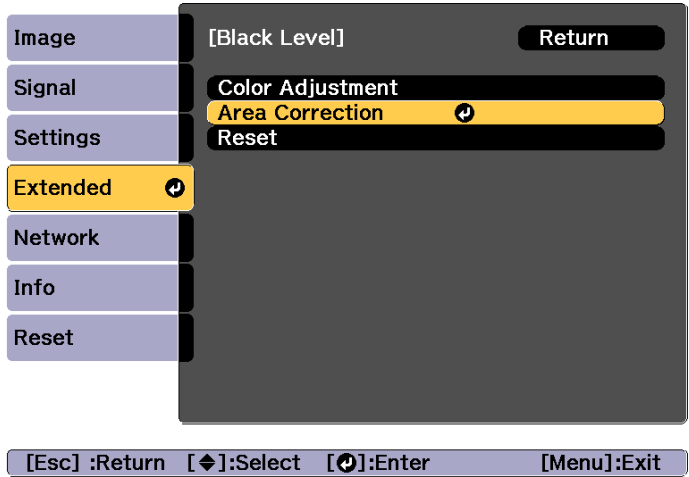 Image
Signal
Settings
Extended
Network
Info
Reset
[Black Level]
Return
Color Adjustment
Area Correction
Reset
[Esc] :Return [◆]:Select [↵]:Enter [Menu]:Exit